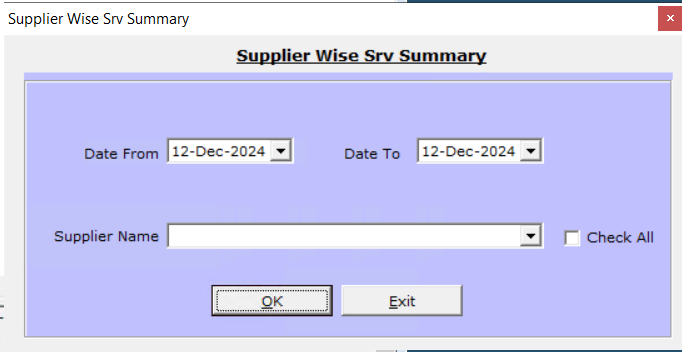 Supplier Wise Srv Summary
Supplier Wise Srv Summary
Date From 12-Dec-2024 Date To 12-Dec-2024
Supplier Name Check All
OK Exit